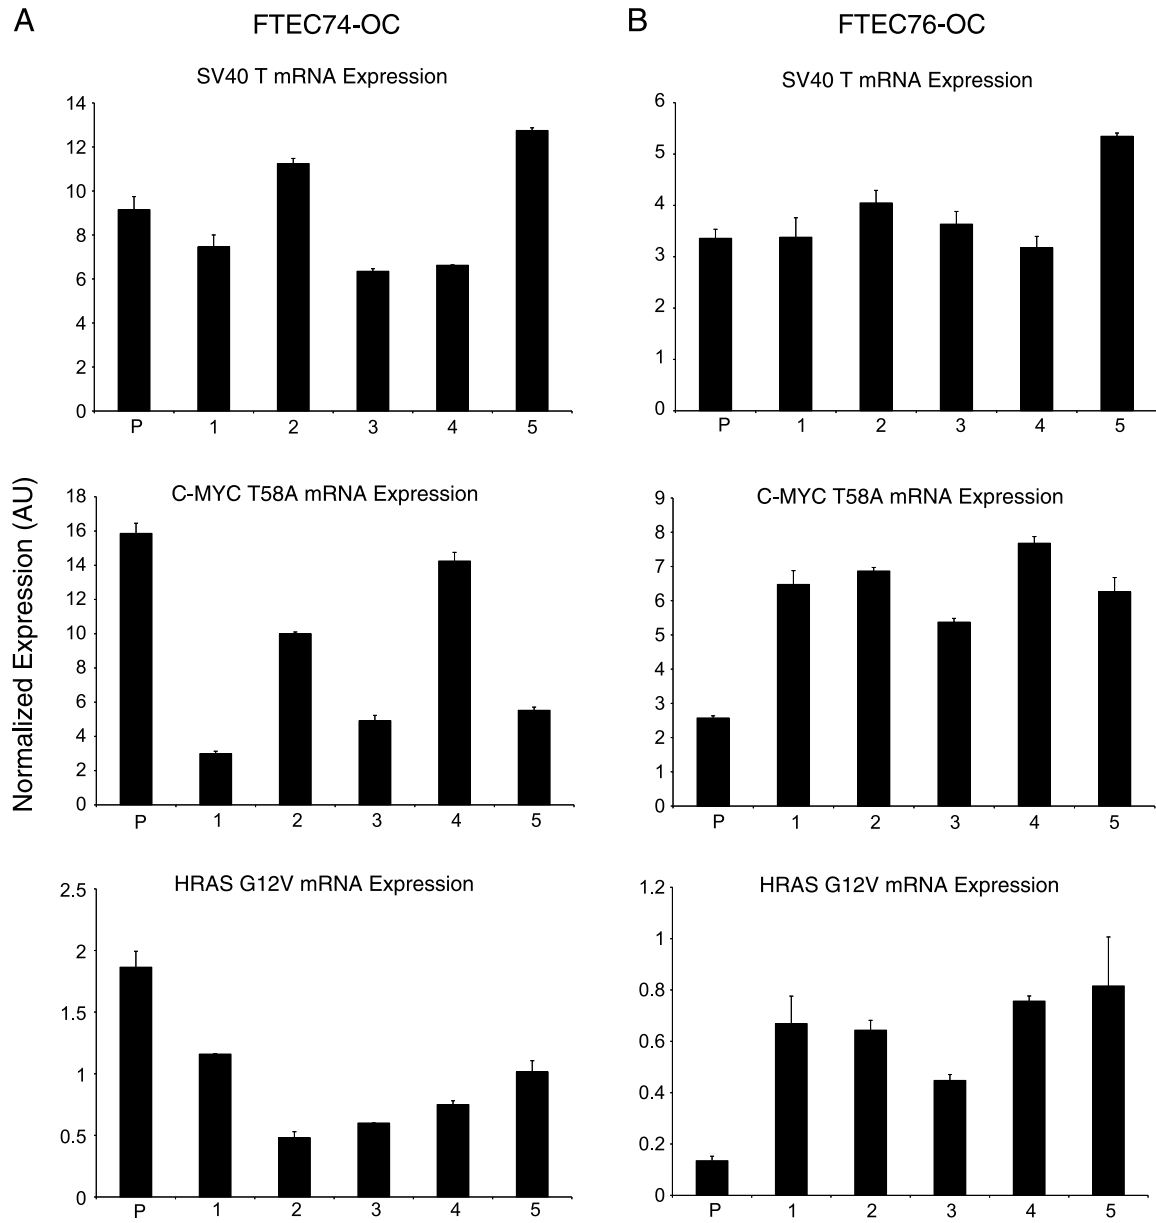 A
FTEC74-OC
B
FTEC76-OC
Normalized Expression (AU)
SV40 T mRNA Expression
14
12
10
8
6
4
2
0
P 1 2 3 4 5
SV40 T mRNA Expression
6
5
4
3
2
1
0
P 1 2 3 4 5
C-MYC T58A mRNA Expression
18
16
14
12
10
8
6
4
2
0
P 1 2 3 4 5
C-MYC T58A mRNA Expression
9
8
7
6
5
4
3
2
1
0
P 1 2 3 4 5
HRAS G12V mRNA Expression
2.5
2
1.5
1
0.5
0
P 1 2 3 4 5
HRAS G12V mRNA Expression
1.2
1
0.8
0.6
0.4
0.2
0
P 1 2 3 4 5